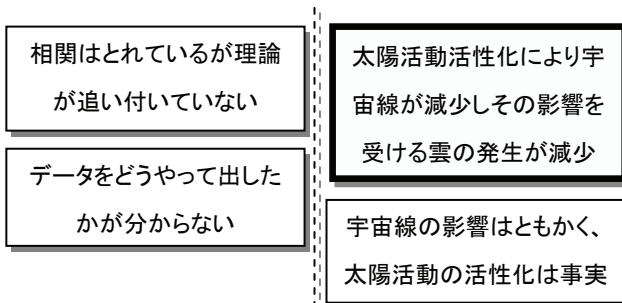 相関はとれているが理論
が追い付いていない
データをどうやって出した
かが分からない
太陽活動活性化により宇
宙線が減少しその影響を
受ける雲の発生が減少
宇宙線の影響はともかく、
太陽活動の活性化は事実